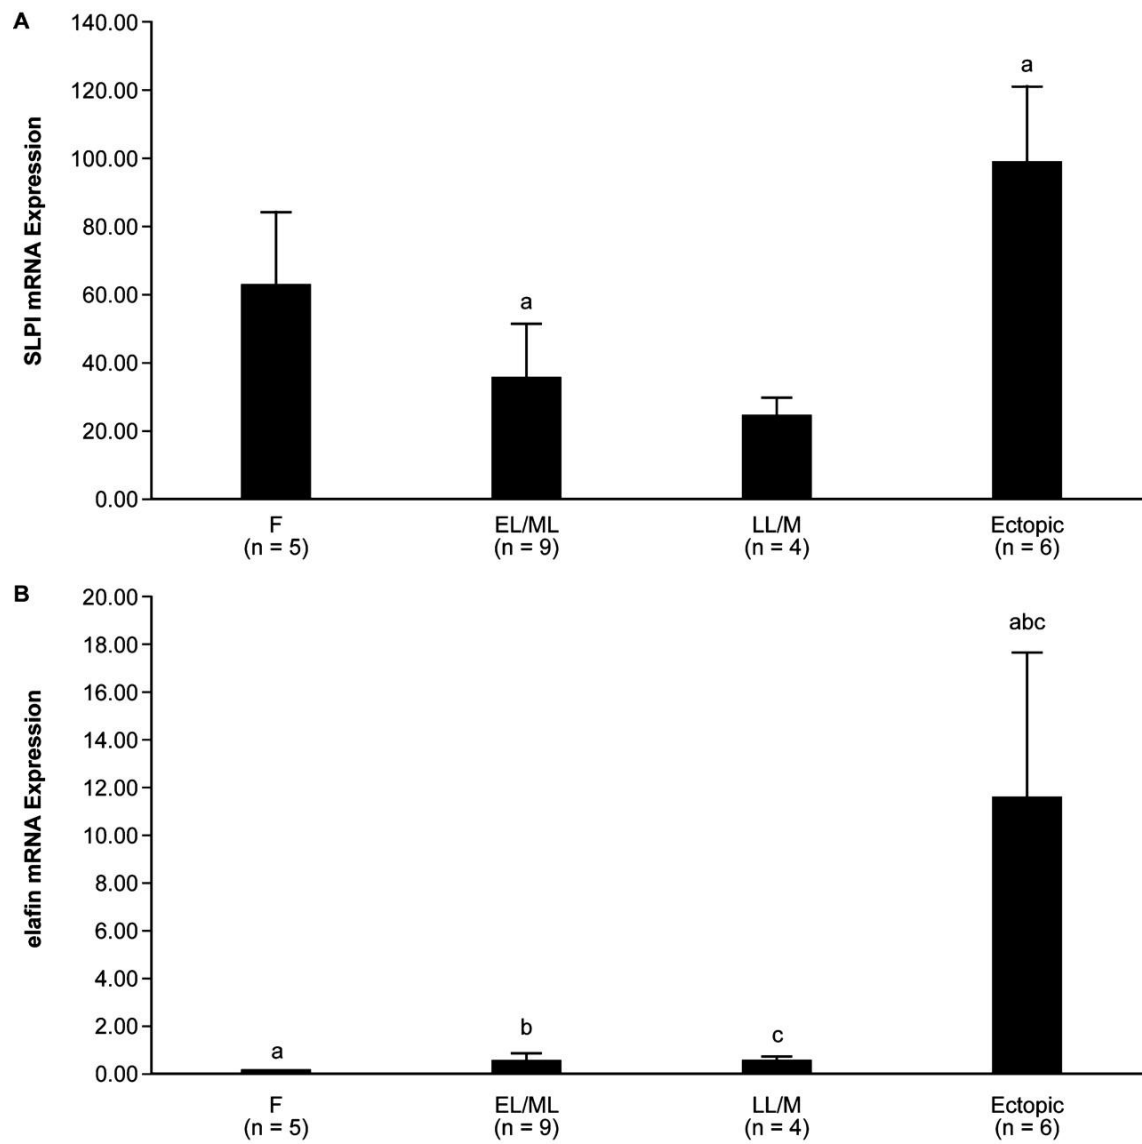 A
SLPI mRNA Expression
140.00
120.00
100.00
80.00
60.00
40.00
20.00
0.00
a
a
F
(n = 5)
EL/ML
(n = 9)
LL/M
(n = 4)
Ectopic
(n = 6)
B
elafin mRNA Expression
20.00
18.00
16.00
14.00
12.00
10.00
8.00
6.00
4.00
2.00
0.00
a
b
c
abc
F
(n = 5)
EL/ML
(n = 9)
LL/M
(n = 4)
Ectopic
(n = 6)